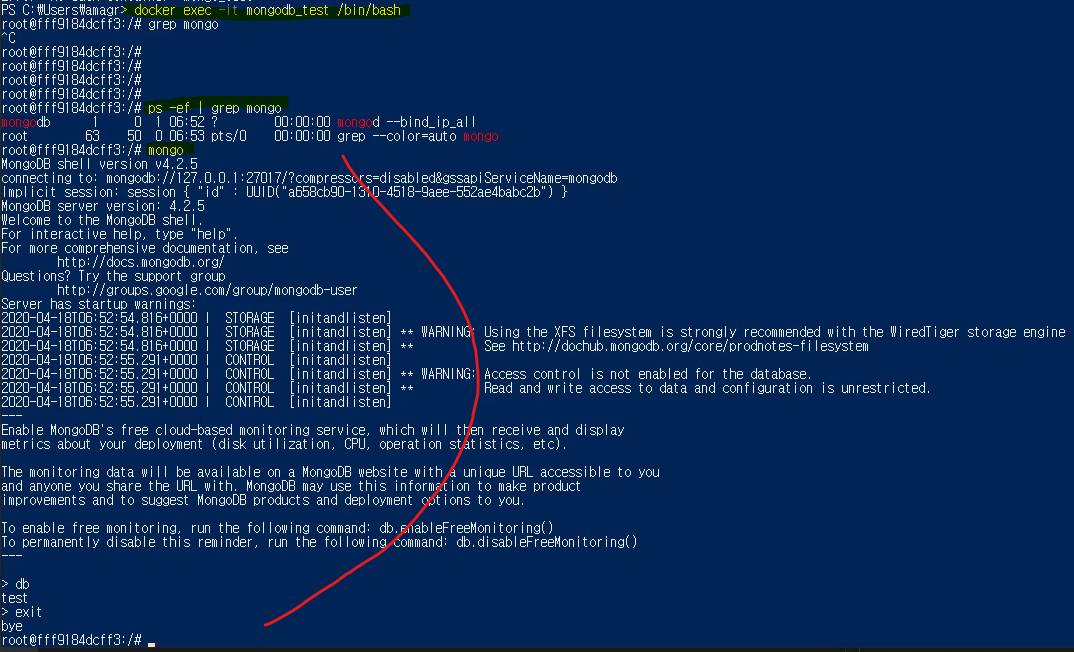 PS C:₩Users₩amagr> docker exec -it mongodb_test /bin/bash
root@fff9184dcff3:/# grep mongo
^C
root@fff9184dcff3:/#
root@fff9184dcff3:/#
root@fff9184dcff3:/#
root@fff9184dcff3:/#
root@fff9184dcff3:/# ps -ef | grep mongo
mongodb      1     0  1 06:52 ?        00:00:00 mongod --bind_ip_all
root        63    50  0 06:53 pts/0    00:00:00 grep --color=auto mongo
root@fff9184dcff3:/# mongo
MongoDB shell version v4.2.5
connecting to: mongodb://127.0.0.1:27017/?compressors=disabled&gssapiServiceName=mongodb
Implicit session: session { "id" : UUID("a658cb90-1310-4518-9aee-552ae4babc2b") }
MongoDB server version: 4.2.5
Welcome to the MongoDB shell.
For interactive help, type "help".
For more comprehensive documentation, see
        http://docs.mongodb.org/
Questions? Try the support group
        http://groups.google.com/group/mongodb-user
Server has startup warnings:
2020-04-18T06:52:54.816+0000 I  STORAGE  [initandlisten]
2020-04-18T06:52:54.816+0000 I  STORAGE  [initandlisten] ** WARNING: Using the XFS filesystem is strongly recommended with the WiredTiger storage engine
2020-04-18T06:52:54.816+0000 I  STORAGE  [initandlisten] **          See http://dochub.mongodb.org/core/prodnotes-filesystem
2020-04-18T06:52:55.291+0000 I  CONTROL  [initandlisten]
2020-04-18T06:52:55.291+0000 I  CONTROL  [initandlisten] ** WARNING: Access control is not enabled for the database.
2020-04-18T06:52:55.291+0000 I  CONTROL  [initandlisten] **          Read and write access to data and configuration is unrestricted.
2020-04-18T06:52:55.291+0000 I  CONTROL  [initandlisten]
---
Enable MongoDB's free cloud-based monitoring service, which will then receive and display
metrics about your deployment (disk utilization, CPU, operation statistics, etc).
The monitoring data will be available on a MongoDB website with a unique URL accessible to you
and anyone you share the URL with. MongoDB may use this information to make product
improvements and to suggest MongoDB products and deployment options to you.
To enable free monitoring, run the following command: db.enableFreeMonitoring()
To permanently disable this reminder, run the following command: db.disableFreeMonitoring()
---
> db
test
> exit
bye
root@fff9184dcff3:/#